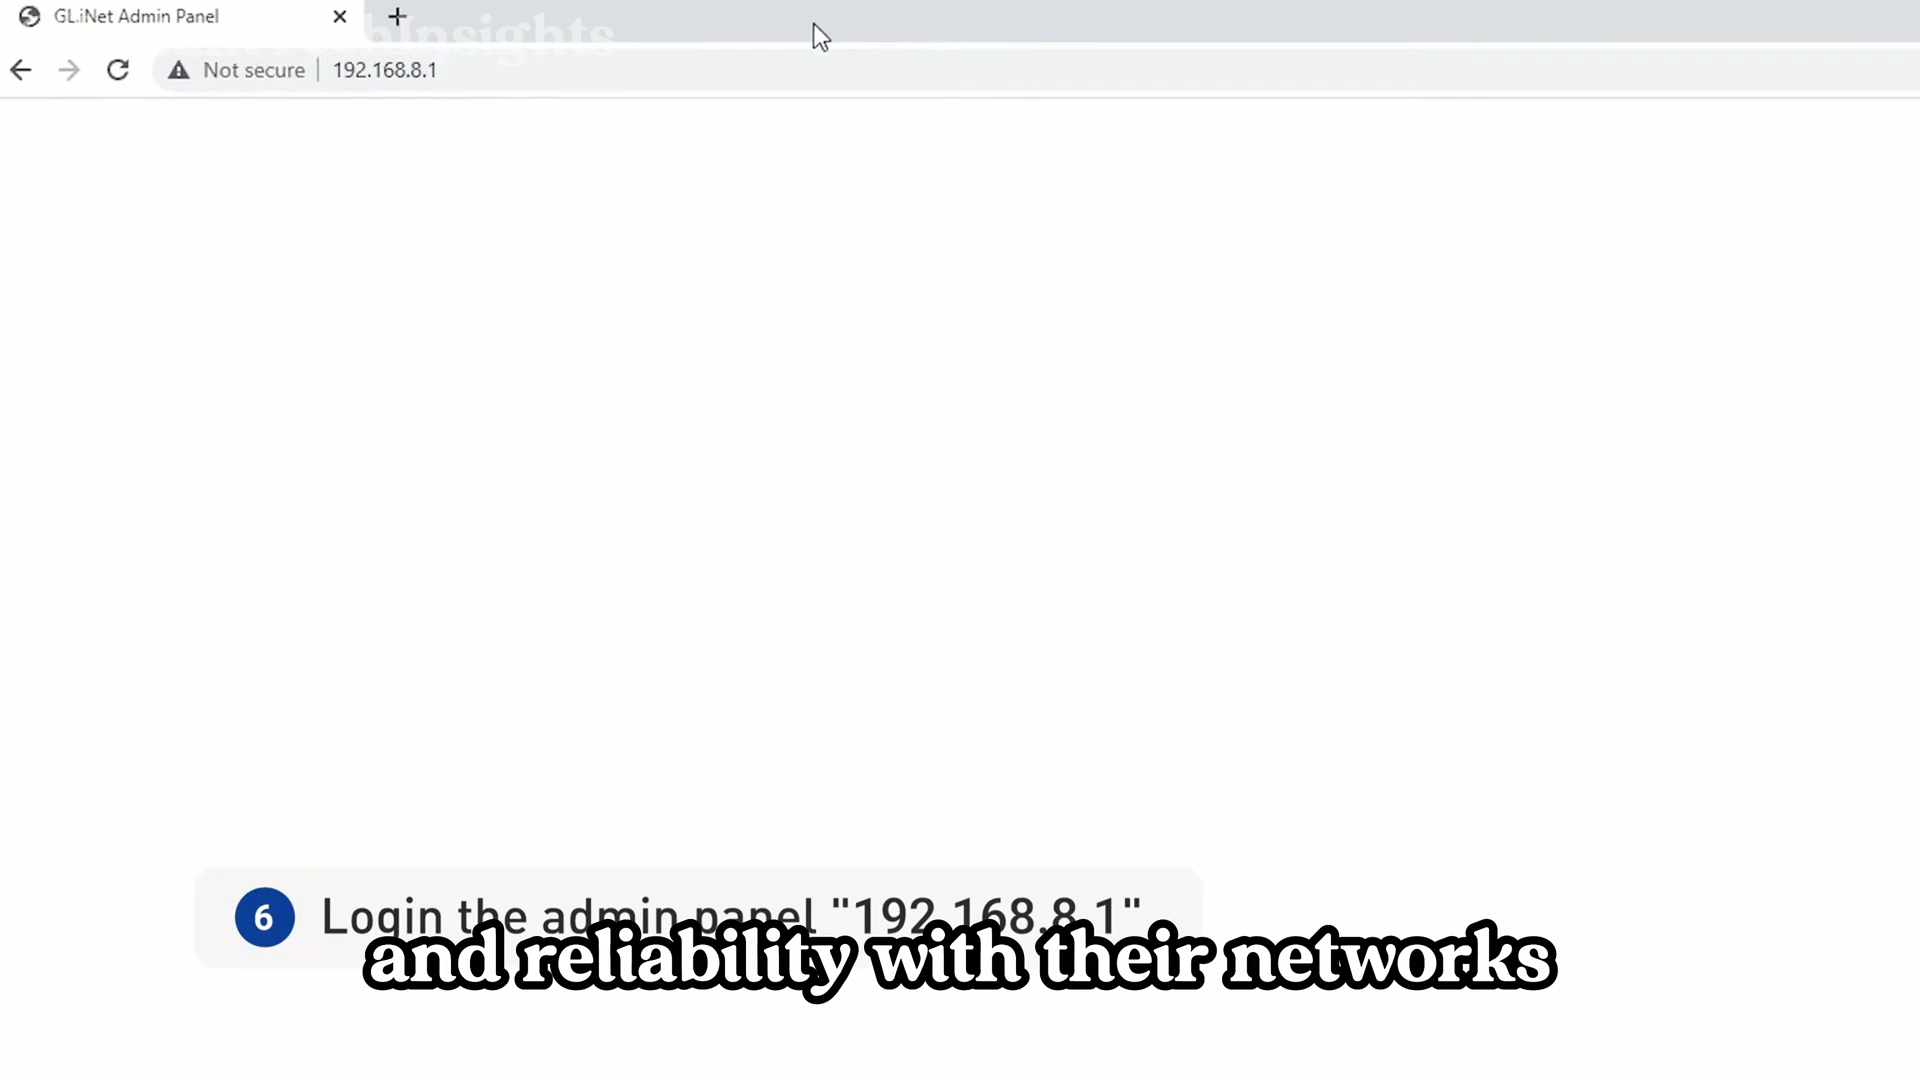 GL.iNet Admin Panel
Insights
Not secure
192.168.8.1
6 Login the admin panel "192.168.8.1"
and reliability with their networks